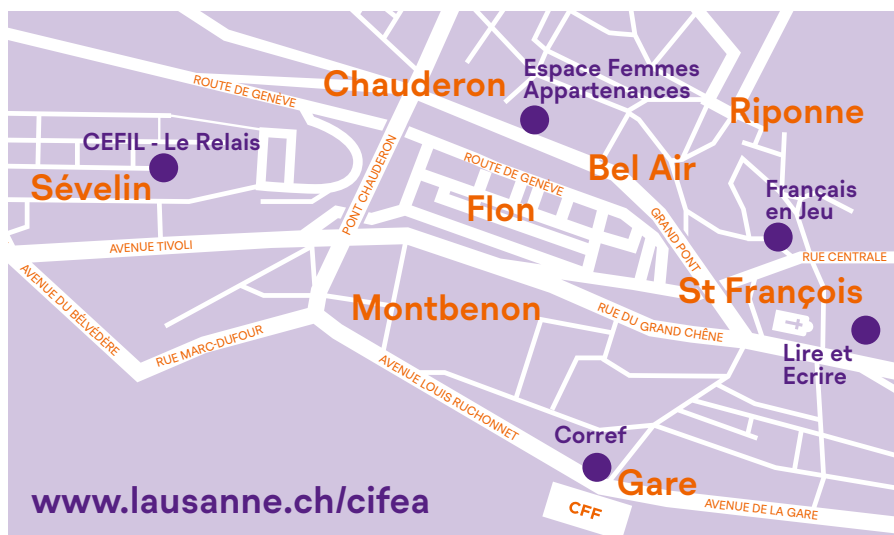 Espace Femmes
Appartenances
Chauderon
ROUTE DE GENÈVE
Riponne
CEFIL - Le Relais
Bel Air
Sévelin
ROUTE DE GENÈVE
PONT CHAUDERON
Français
en Jeu
Flon
GRAND PONT
AVENUE TIVOLI
RUE CENTRALE
AVENUE DU BÉLVÉDÈRE
St François
Montbenon
RUE DU GRAND CHÊNE
RUE MARC-DUFOUR
Lire et
Ecrire
AVENUE LOUIS RUCHONNET
Corref
Gare
www.lausanne.ch/cifea
CFF
AVENUE DE LA GARE